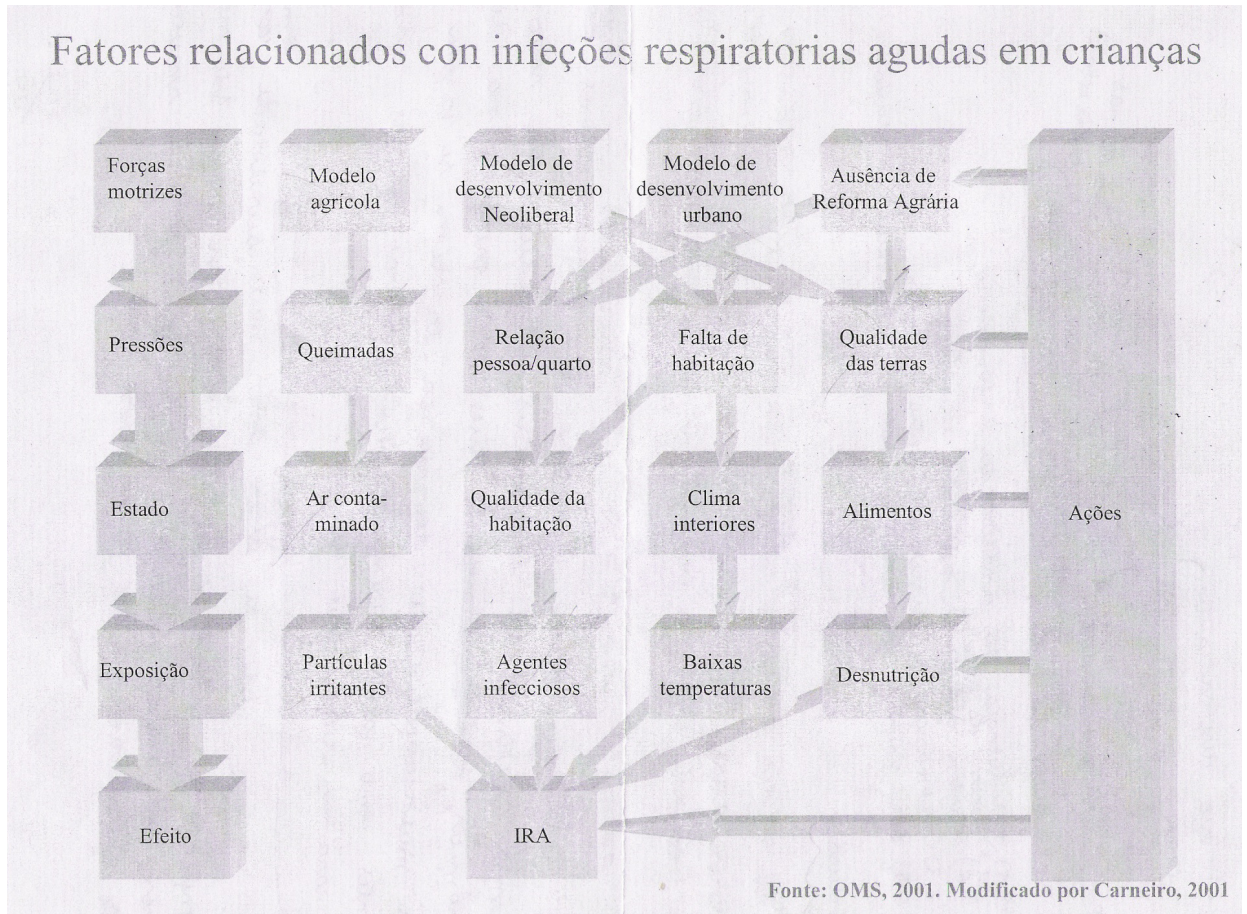 Fatores relacionados con infeções respiratorias agudas em crianças
Forças
motrizes
Modelo
agrícola
Modelo de
desenvolvimento
Neoliberal
Modelo de
desenvolvimento
urbano
Ausência de
Reforma Agrária
Pressões
Queimadas
Relação
pessoa/quarto
Falta de
habitação
Qualidade
das terras
Estado
Ar conta-
minado
Qualidade da
habitação
Clima
interiores
Alimentos
Ações
Exposição
Partículas
irritantes
Agentes
infecciosos
Baixas
temperaturas
Desnutrição
Efeito
IRA
Fonte: OMS, 2001. Modificado por Carneiro, 2001